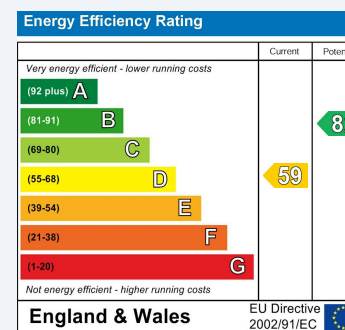 Energy Efficiency Rating
Current
Very energy efficient - lower running costs
(92 plus) A
(81-91) B
(69-80) C
(55-68) D
59
(39-54) E
(21-38) F
(1-20) G
Not energy efficient - higher running costs
England & Wales
EU Directive
2002/91/EC